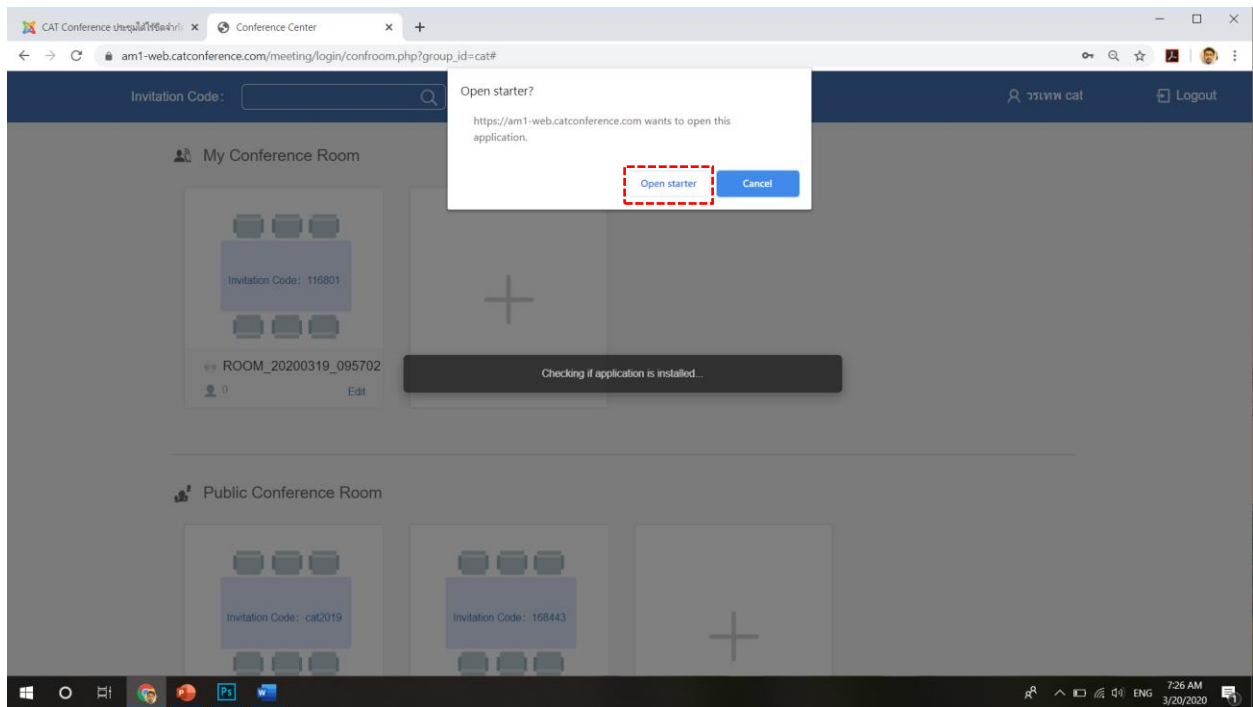 CAT Conference ประชุมได้ไร้ขีดจำกั
Conference Center
am1-web.catconference.com/meeting/login/confroom.php?group_id=cat#
Invitation Code:
วรเทพ cat
Logout
Open starter?
https://am1-web.catconference.com wants to open this
application.
Open starter
Cancel
My Conference Room
Invitation Code: 116801
ROOM_20200319_095702
0
Edit
Checking if application is installed...
Public Conference Room
Invitation Code: cat2019
Invitation Code: 168443
Ps
ENG
7:26 AM
3/20/2020
1